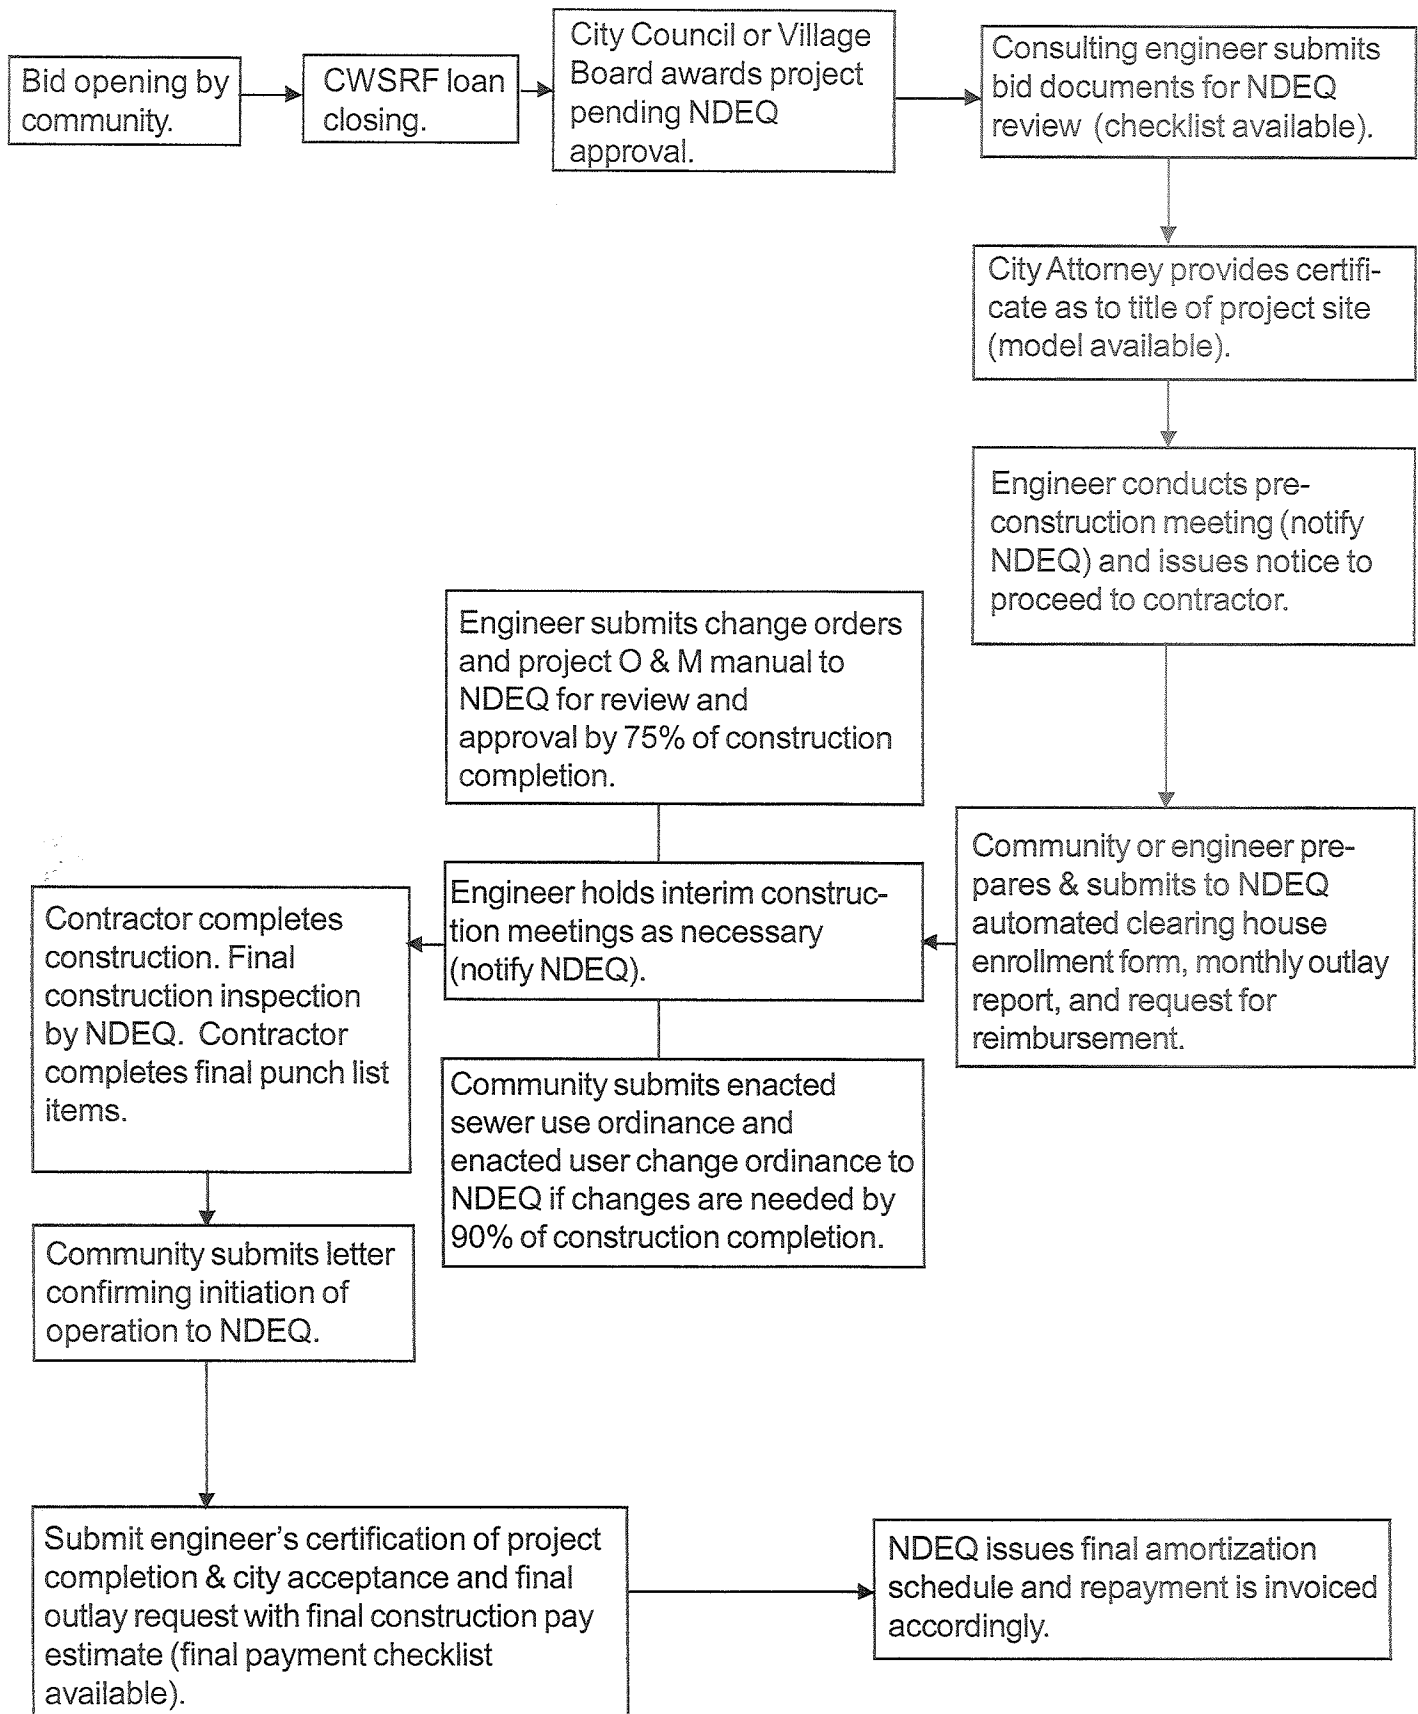 Bid opening by
community.
CWSRF loan
closing.
City Council or Village
Board awards project
pending NDEQ
approval.
Consulting engineer submits
bid documents for NDEQ
review (checklist available).
City Attorney provides certifi-
cate as to title of project site
(model available).
Engineer conducts pre-
construction meeting (notify
NDEQ) and issues notice to
proceed to contractor.
Community or engineer pre-
pares & submits to NDEQ
automated clearing house
enrollment form, monthly outlay
report, and request for
reimbursement.
Engineer submits change orders
and project O & M manual to
NDEQ for review and
approval by 75% of construction
completion.
Engineer holds interim construc-
tion meetings as necessary
(notify NDEQ).
Community submits enacted
sewer use ordinance and
enacted user change ordinance to
NDEQ if changes are needed by
90% of construction completion.
Contractor completes
construction. Final
construction inspection
by NDEQ. Contractor
completes final punch list
items.
Community submits letter
confirming initiation of
operation to NDEQ.
Submit engineer’s certification of project
completion & city acceptance and final
outlay request with final construction pay
estimate (final payment checklist
available).
NDEQ issues final amortization
schedule and repayment is invoiced
accordingly.